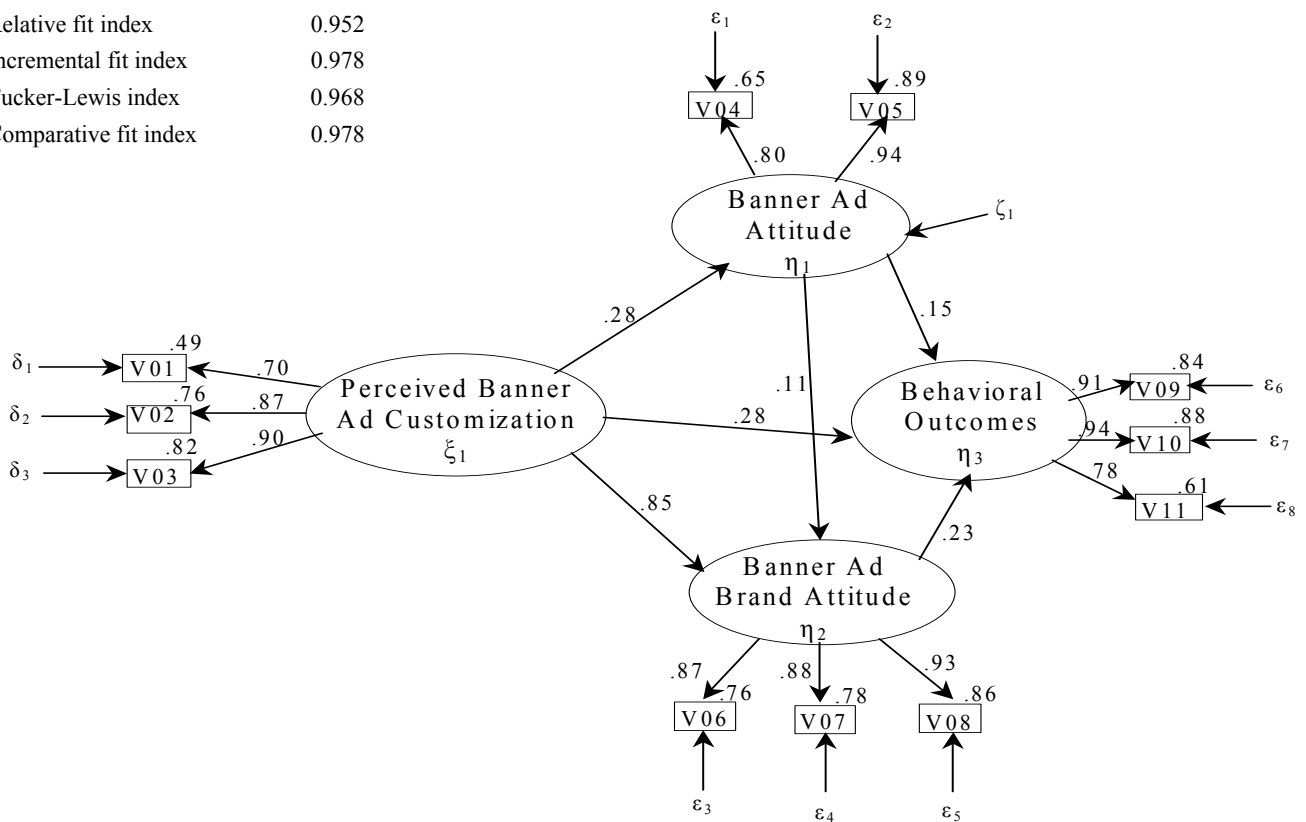 elative fit index 0.952
ncremental fit index 0.978
ucker-Lewis index 0.968
omparative fit index 0.978
ε1
ε2
.65
.89
V04
V05
.80
.94
Banner Ad
Attitude
η1
ζ1
.28
.15
.11
δ1
.49
V01
.70
δ2
.76
V02
.87
δ3
.82
V03
.90
Perceived Banner
Ad Customization
ξ1
.28
.85
Behavioral
Outcomes
η3
.91
.84
V09
ε6
.94
.88
V10
ε7
.78
.61
V11
ε8
.23
Banner Ad
Brand Attitude
η2
.87
.88
.93
.76
.78
.86
V06
V07
V08
ε3
ε4
ε5